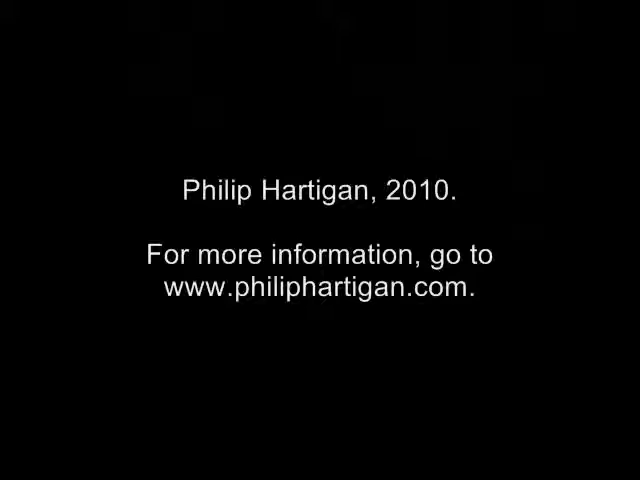 Philip Hartigan, 2010.
For more information, go to
www.philiphartigan.com.